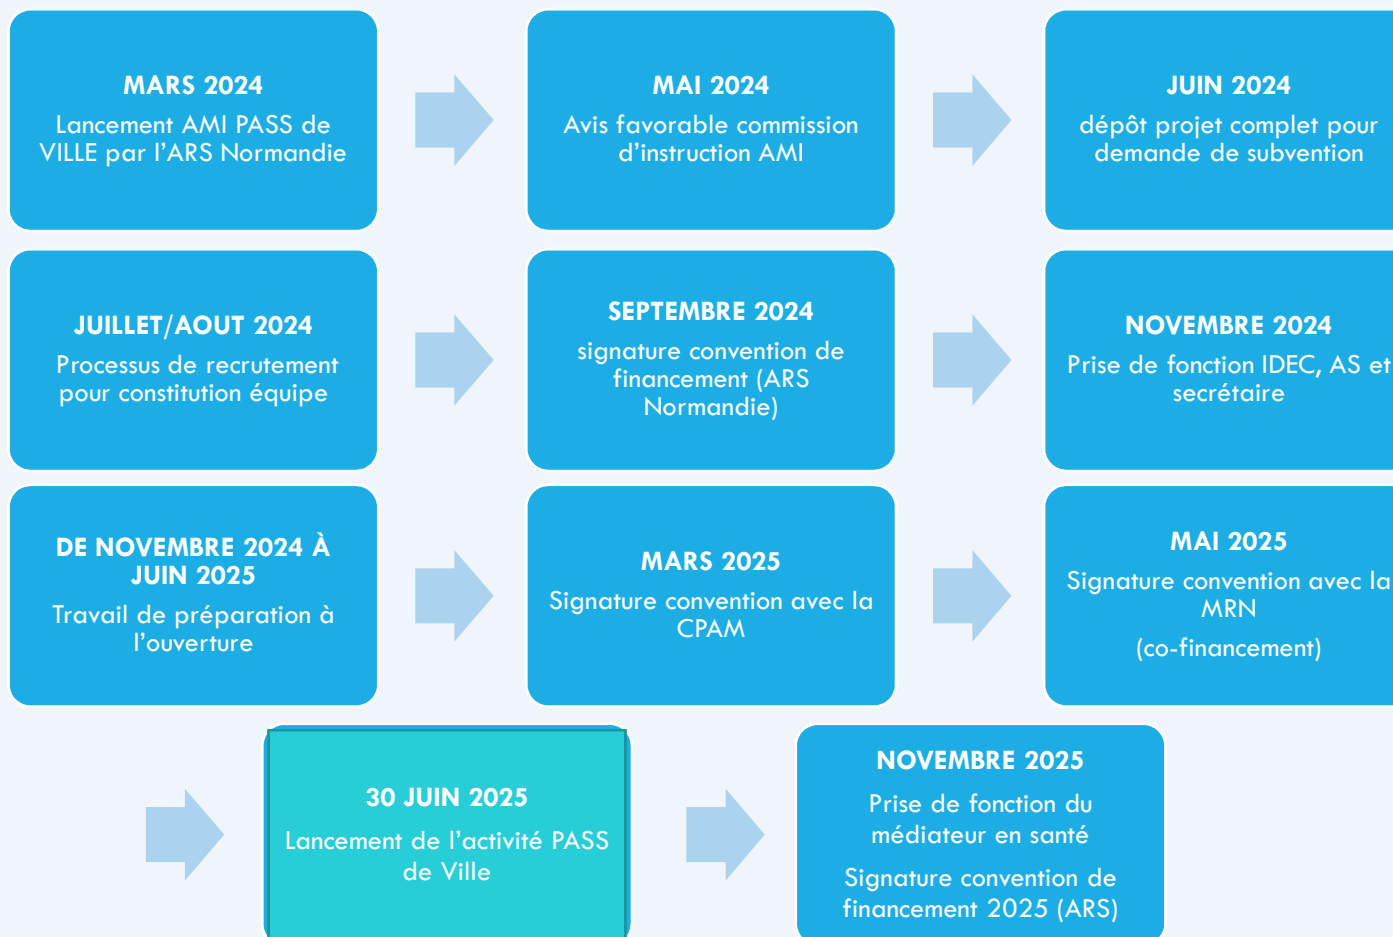 MARS 2024
Lancement AMI PASS de
VILLE par l’ARS Normandie
MAI 2024
Avis favorable commission
d’instruction AMI
JUIN 2024
dépôt projet complet pour
demande de subvention
JUILLET/AOUT 2024
Processus de recrutement
pour constitution équipe
SEPTEMBRE 2024
signature convention de
financement (ARS
Normandie)
NOVEMBRE 2024
Prise de fonction IDEC, AS et
secrétaire
DE NOVEMBRE 2024 À
JUIN 2025
Travail de préparation à
l’ouverture
MARS 2025
Signature convention avec la
CPAM
MAI 2025
Signature convention avec la
MRN
(co-financement)
30 JUIN 2025
Lancement de l’activité PASS
de Ville
NOVEMBRE 2025
Prise de fonction du
médiateur en santé
Signature convention de
financement 2025 (ARS)